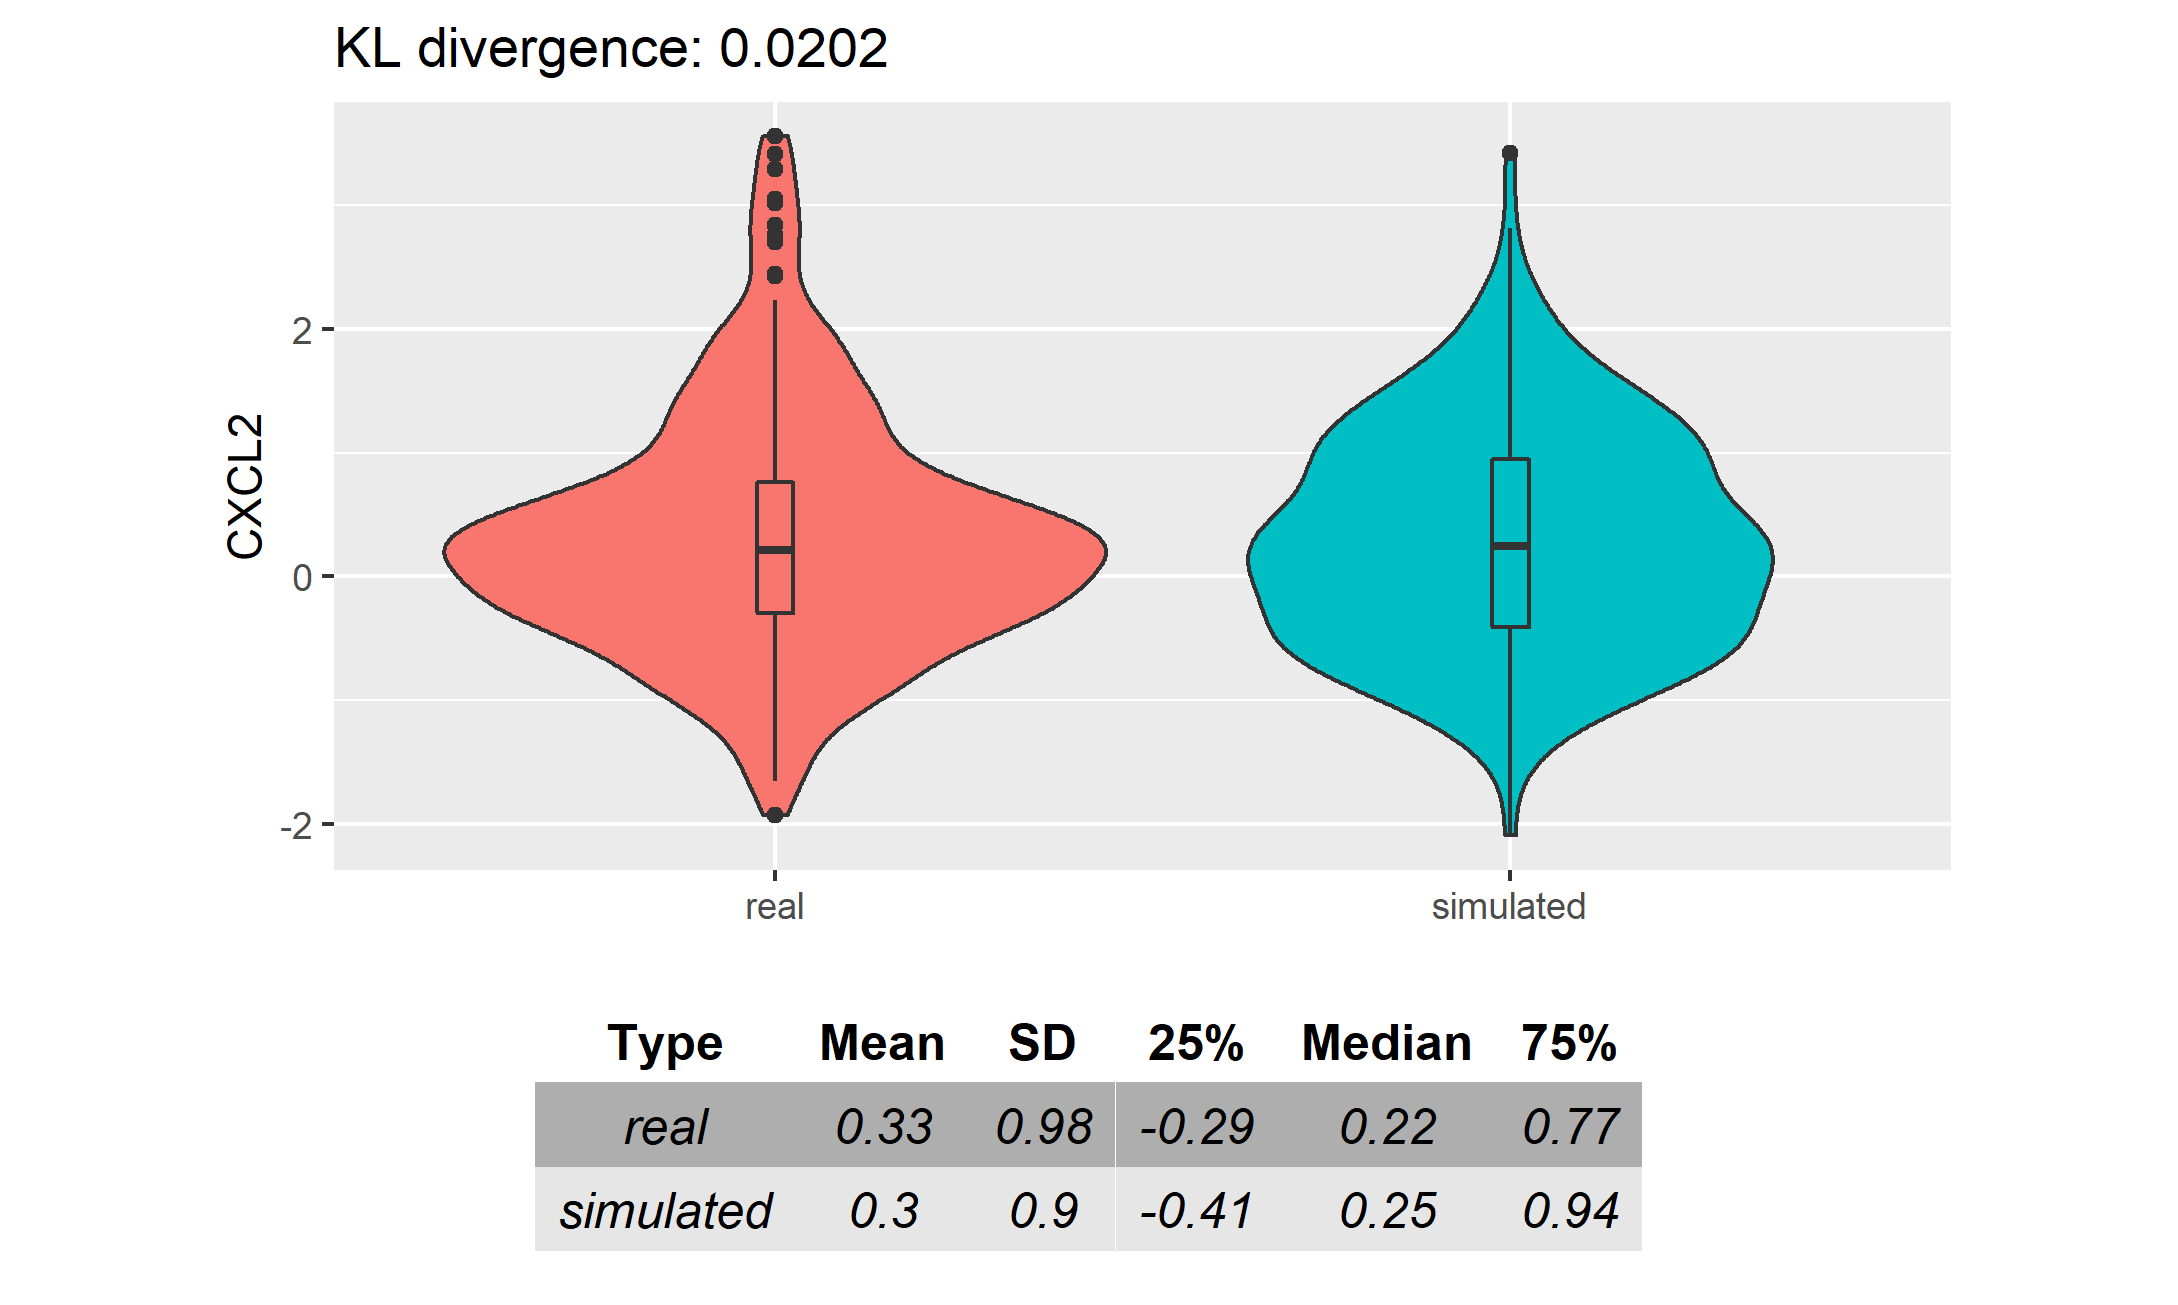 KL divergence: 0.0202
CXCL2
2
0
-2
real simulated
Type Mean SD 25% Median 75%
real 0.33 0.98 -0.29 0.22 0.77
simulated 0.3 0.9 -0.41 0.25 0.94